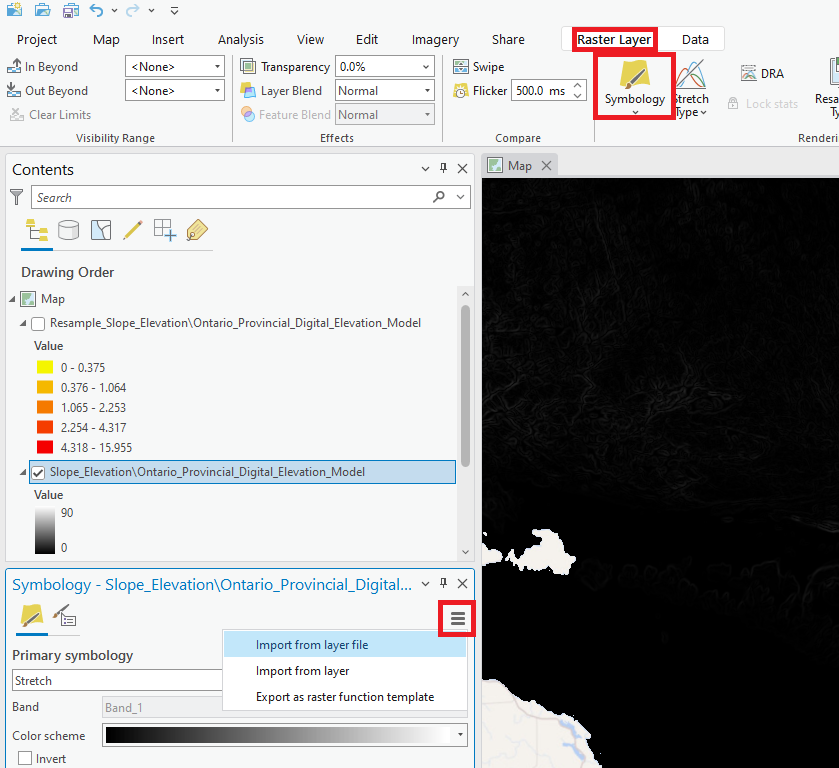 Project Map Insert Analysis View Edit Imagery Share Raster Layer Data
In Beyond <None>
Out Beyond <None>
Clear Limits
Visibility Range
Transparency 0.0%
Layer Blend Normal
Feature Blend Normal
Effects
Swipe
Flicker 500.0 ms
Compare
Symbology
Stretch
Type
DRA
Lock stats
Contents
Search
Drawing Order
Map
Resample_Slope_Elevation\Ontario_Provincial_Digital_Elevation_Model
Value
0 - 0.375
0.376 - 1.064
1.065 - 2.253
2.254 - 4.317
4.318 - 15.955
Slope_Elevation\Ontario_Provincial_Digital_Elevation_Model
Value
90
0
Map
Symbology - Slope_Elevation\Ontario_Provincial_Digital...
Import from layer file
Import from layer
Export as raster function template
Primary symbology
Stretch
Band Band_1
Color scheme
Invert